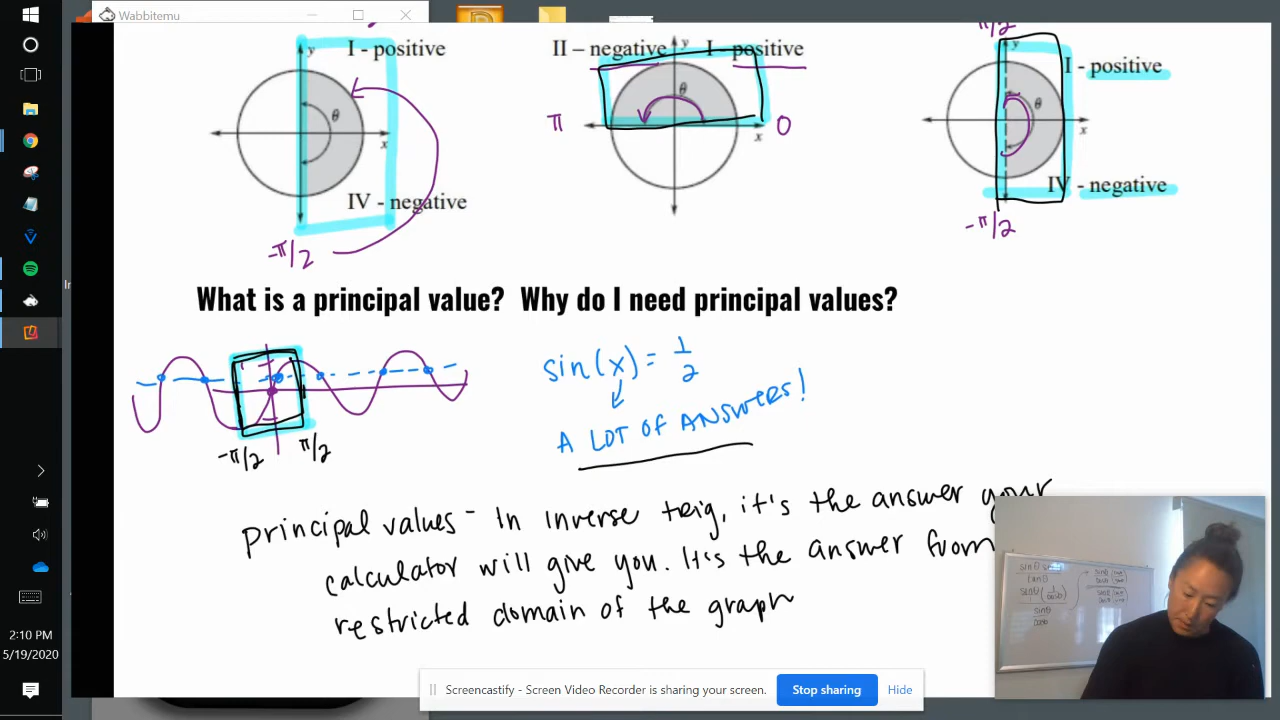 Wabbitemu
π/2
I - positive
II – negative
I - positive
I - positive
y
y
y
θ
θ
θ
π
0
x
x
x
IV - negative
IV - negative
-π/2
-π/2
What is a principal value? Why do I need principal values?
sin(x) = 1/2
A LOT OF ANSWERS!
-π/2
π/2
principal values - In inverse trig, it's the answer your
calculator will give you. It's the answer from
restricted domain of the graph
2:10 PM
5/19/2020
Screencastify - Screen Video Recorder is sharing your screen.
Stop sharing
Hide